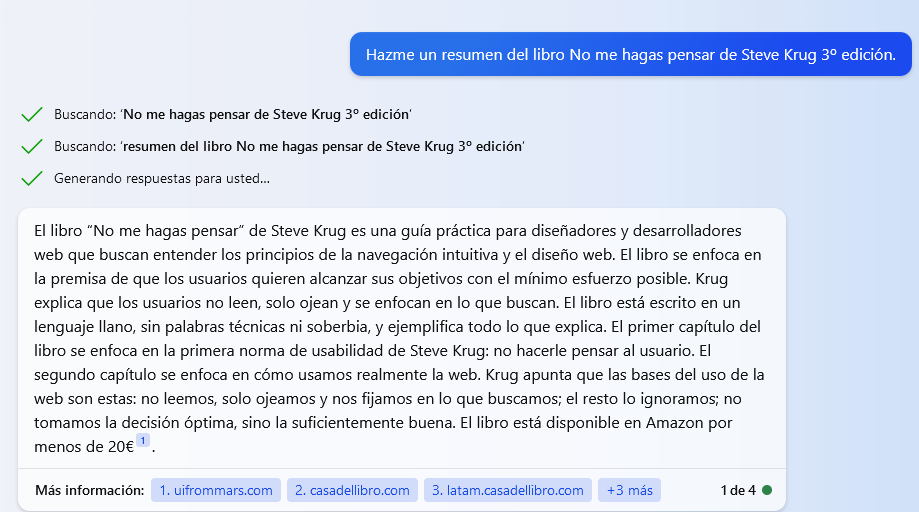 Hazme un resumen del libro No me hagas pensar de Steve Krug 3º edición.
Buscando: 'No me hagas pensar de Steve Krug 3º edición'
Buscando: 'resumen del libro No me hagas pensar de Steve Krug 3º edición'
Generando respuestas para usted...
El libro “No me hagas pensar” de Steve Krug es una guía práctica para diseñadores y desarrolladores
web que buscan entender los principios de la navegación intuitiva y el diseño web. El libro se enfoca en
la premisa de que los usuarios quieren alcanzar sus objetivos con el mínimo esfuerzo posible. Krug
explica que los usuarios no leen, solo ojean y se enfocan en lo que buscan. El libro está escrito en un
lenguaje llano, sin palabras técnicas ni soberbia, y ejemplifica todo lo que explica. El primer capítulo del
libro se enfoca en la primera norma de usabilidad de Steve Krug: no hacerle pensar al usuario. El
segundo capítulo se enfoca en cómo usamos realmente la web. Krug apunta que las bases del uso de la
web son estas: no leemos, solo ojeamos y nos fijamos en lo que buscamos; el resto lo ignoramos; no
tomamos la decisión óptima, sino la suficientemente buena. El libro está disponible en Amazon por
menos de 20€ 1 .
Más información: 1. uifrommars.com 2. casadellibro.com 3. latam.casadellibro.com +3 más 1 de 4